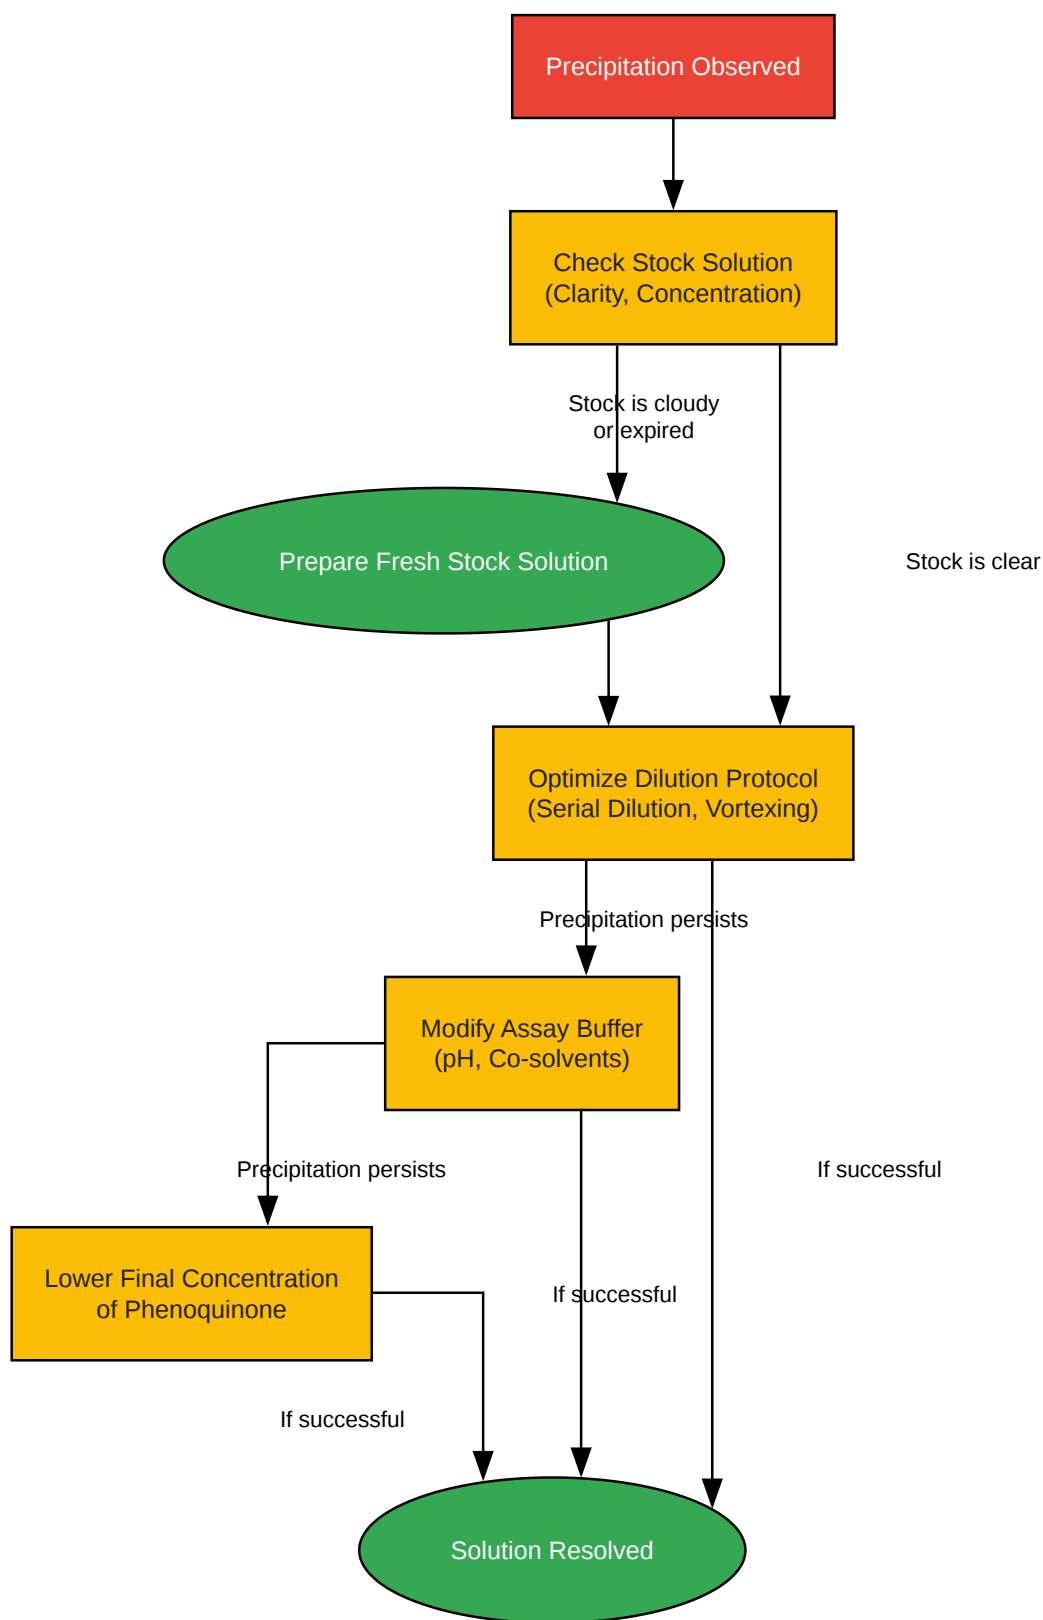 Precipitation Observed
Check Stock Solution
(Clarity, Concentration)
Stock is cloudy
or expired
Prepare Fresh Stock Solution
Stock is clear
Optimize Dilution Protocol
(Serial Dilution, Vortexing)
Precipitation persists
Modify Assay Buffer
(pH, Co-solvents)
Precipitation persists
If successful
Lower Final Concentration
of Phenoquinone
If successful
If successful
Solution Resolved